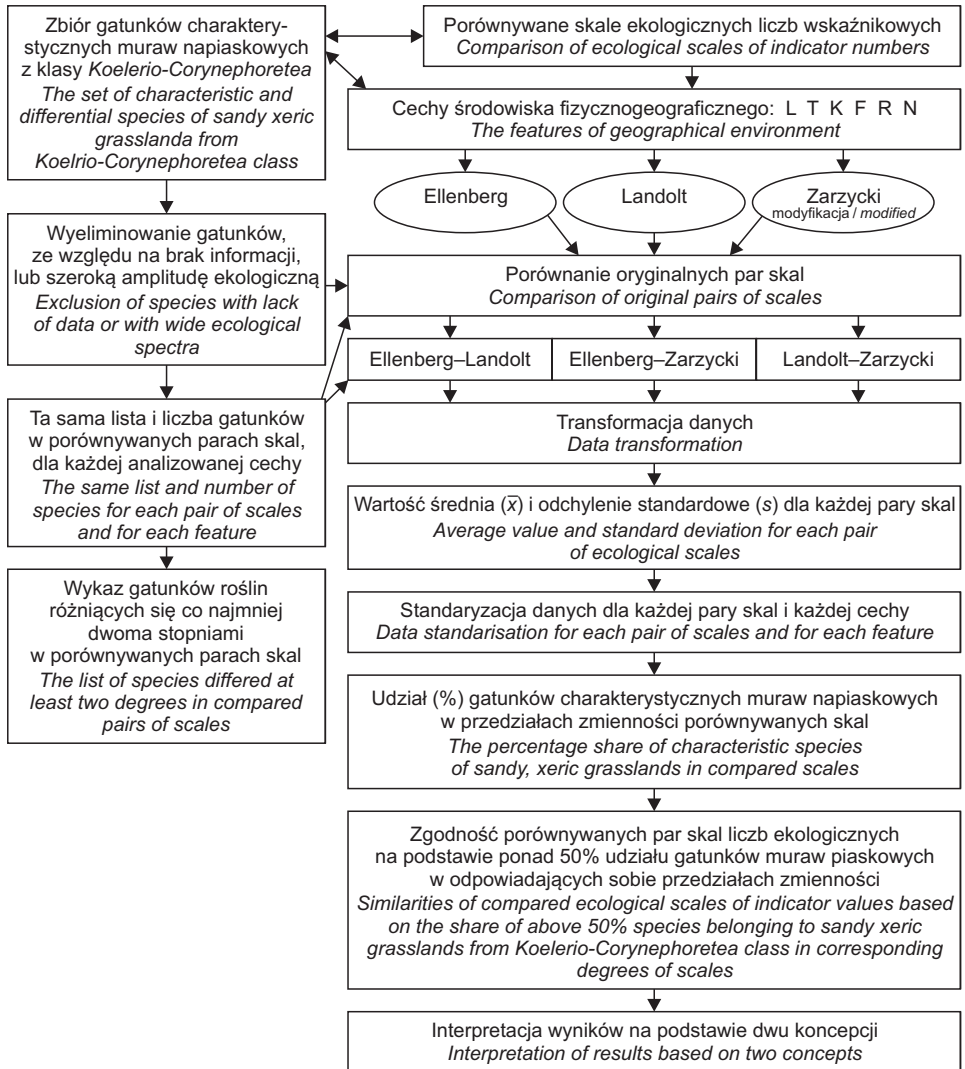 Zbiór gatunków charaktery-
stycznych muraw napiaskowych
z klasy Koelerio-Corynephoretea
The set of characteristic and
differential species of sandy xeric
grasslanda from
Koelrio-Corynephoretea class
Wyeliminowanie gatunków,
ze względu na brak informacji,
lub szeroką amplitudę ekologiczną
Exclusion of species with lack
of data or with wide ecological
spectra
Ta sama lista i liczba gatunków
w porównywanych parach skal,
dla każdej analizowanej cechy
The same list and number of
species for each pair of scales
and for each feature
Wykaz gatunków roślin
różniących się co najmniej
dwoma stopniami
w porównywanych parach skal
The list of species differed at
least two degrees in compared
pairs of scales
Porównywane skale ekologicznych liczb wskaźnikowych
Comparison of ecological scales of indicator numbers
Cechy środowiska fizycznogeograficznego: L T K F R N
The features of geographical environment
Ellenberg
Landolt
Zarzycki
modyfikacja / modified
Porównanie oryginalnych par skal
Comparison of original pairs of scales
Ellenberg–Landolt
Ellenberg–Zarzycki
Landolt–Zarzycki
Transformacja danych
Data transformation
Wartość średnia (x̅) i odchylenie standardowe (s) dla każdej pary skal
Average value and standard deviation for each pair
of ecological scales
Standaryzacja danych dla każdej pary skal i każdej cechy
Data standarisation for each pair of scales and for each feature
Udział (%) gatunków charakterystycznych muraw napiaskowych
w przedziałach zmienności porównywanych skal
The percentage share of characteristic species
of sandy, xeric grasslands in compared scales
Zgodność porównywanych par skal liczb ekologicznych
na podstawie ponad 50% udziału gatunków muraw piaskowych
w odpowiadających sobie przedziałach zmienności
Similarities of compared ecological scales of indicator values based
on the share of above 50% species belonging to sandy xeric
grasslands from Koelerio-Corynephoretea class in corresponding
degrees of scales
Interpretacja wyników na podstawie dwu koncepcji
Interpretation of results based on two concepts